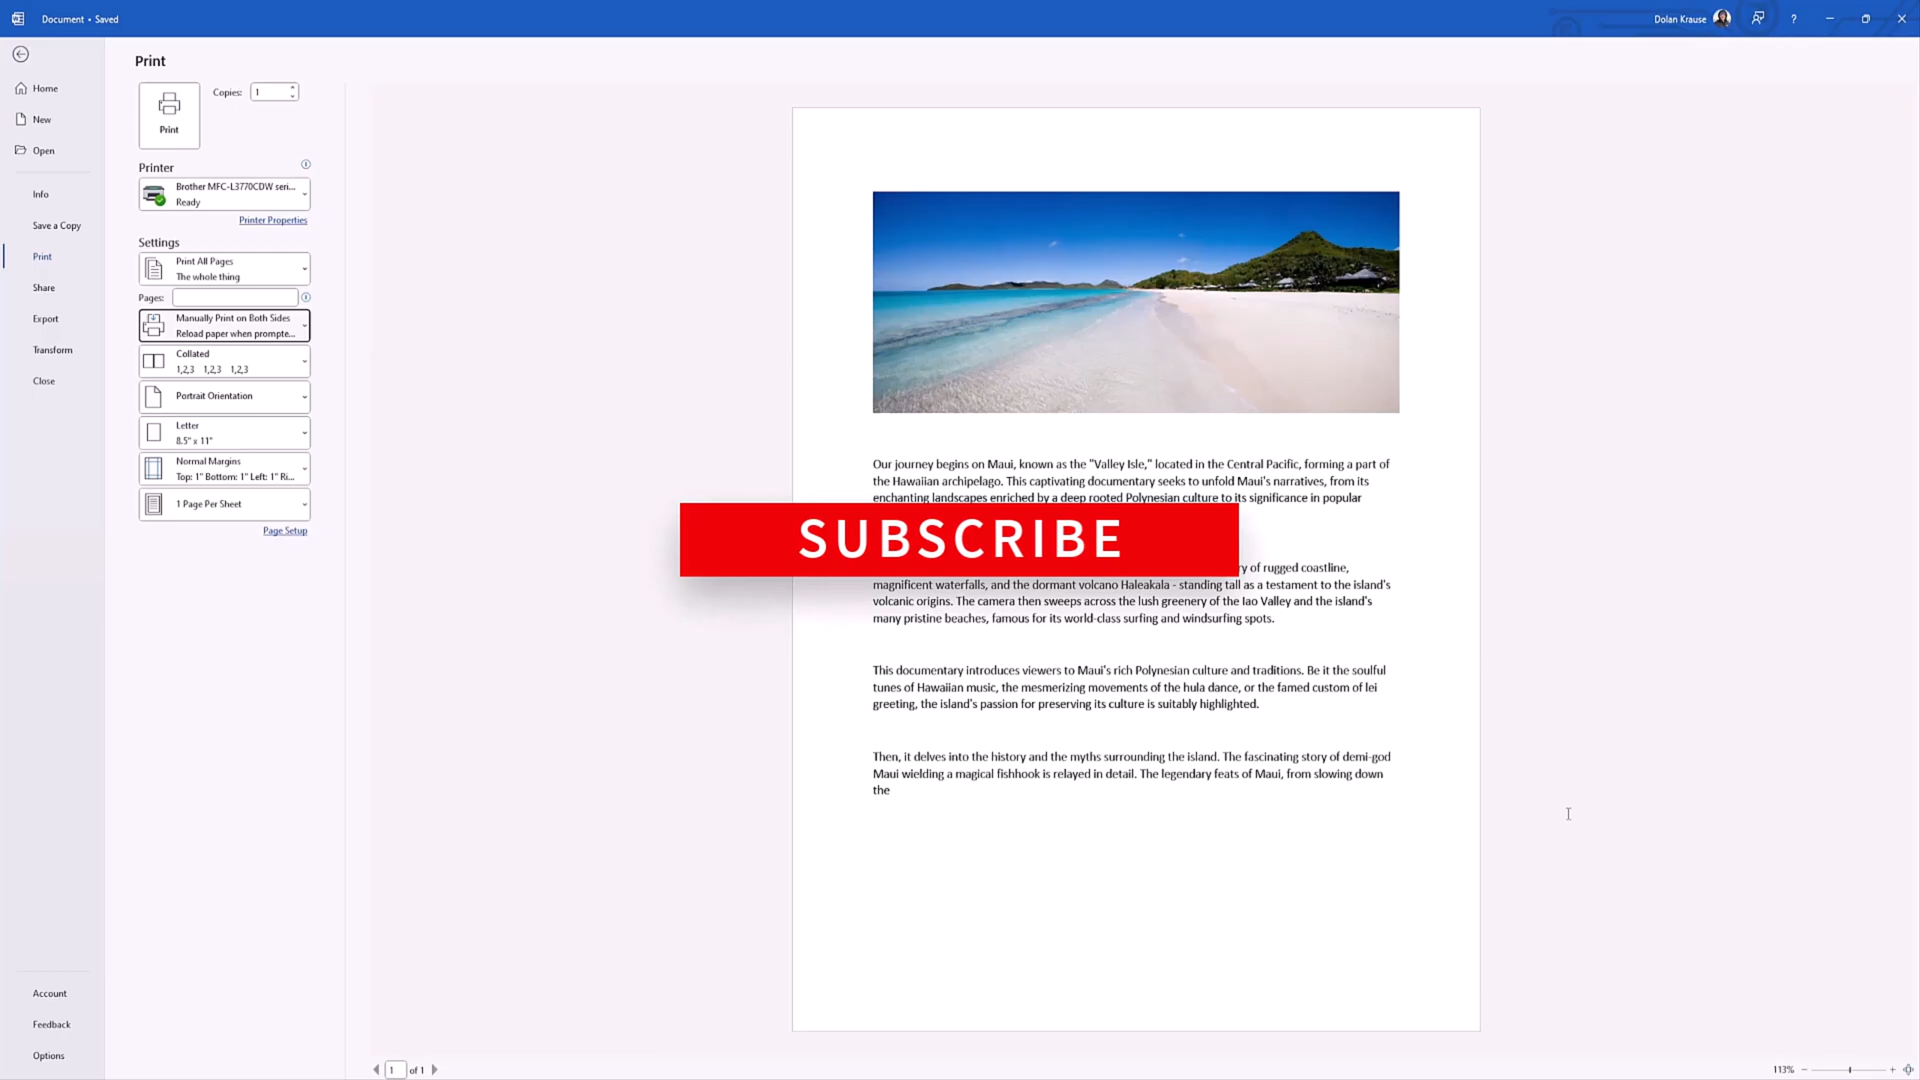 Document • Saved
Dolan Krause
?
Home
New
Open
Info
Save a Copy
Print
Share
Export
Transform
Close
Account
Feedback
Options
Print
Print
Copies: 1
Printer
Brother MFC-L3770CDW seri...
Ready
Printer Properties
Settings
Print All Pages
The whole thing
Pages:
Manually Print on Both Sides
Reload paper when prompte...
Collated
1,2,3 1,2,3 1,2,3
Portrait Orientation
Letter
8.5" x 11"
Normal Margins
Top: 1" Bottom: 1" Left: 1" Ri...
1 Page Per Sheet
Page Setup
Our journey begins on Maui, known as the "Valley Isle," located in the Central Pacific, forming a part of
the Hawaiian archipelago. This captivating documentary seeks to unfold Maui's narratives, from its
enchanting landscapes enriched by a deep rooted Polynesian culture to its significance in popular
SUBSCRIBE
of rugged coastline,
magnificent waterfalls, and the dormant volcano Haleakala - standing tall as a testament to the island's
volcanic origins. The camera then sweeps across the lush greenery of the Iao Valley and the island's
many pristine beaches, famous for its world-class surfing and windsurfing spots.
This documentary introduces viewers to Maui's rich Polynesian culture and traditions. Be it the soulful
tunes of Hawaiian music, the mesmerizing movements of the hula dance, or the famed custom of lei
greeting, the island's passion for preserving its culture is suitably highlighted.
Then, it delves into the history and the myths surrounding the island. The fascinating story of demi-god
Maui wielding a magical fishhook is relayed in detail. The legendary feats of Maui, from slowing down
the
1 of 1
113%